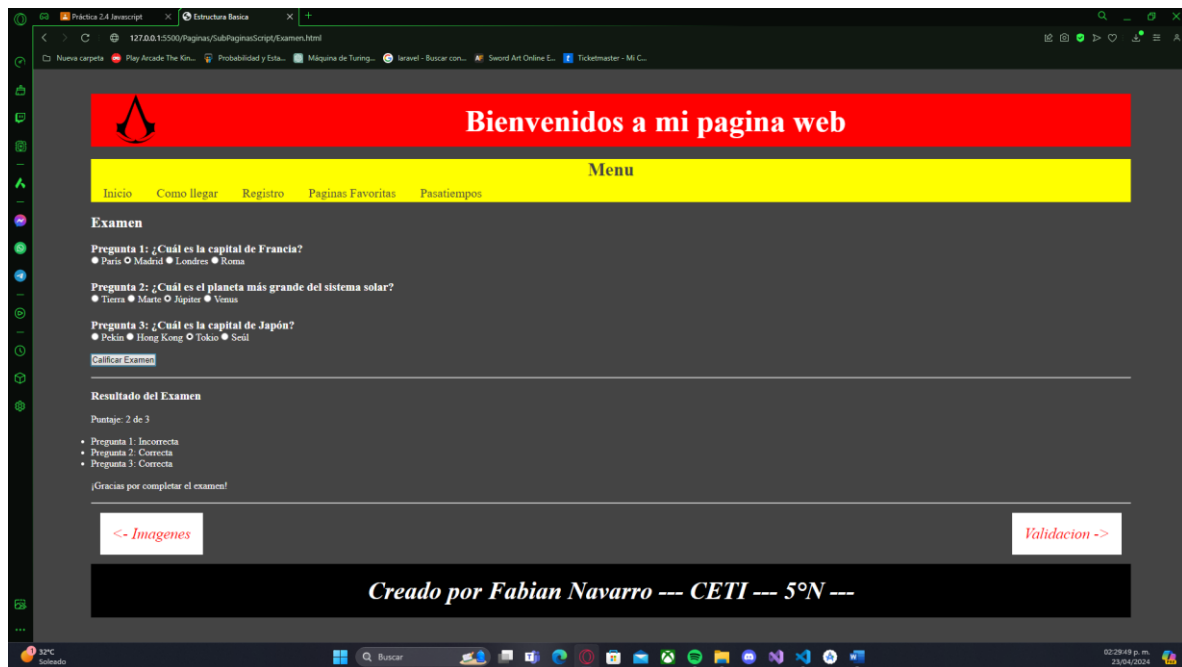 Práctica 2.4 Javascript
Estructura Basica
127.0.0.1:5500/Paginas/SubPaginasScript/Examen.html
Nueva carpeta Play Arcade The Kin... Probabilidad y Esta... Máquina de Turing... laravel - Buscar con... Sword Art Online E... Ticketmaster - Mi C...
Bienvenidos a mi pagina web
Menu
Inicio Como llegar Registro Paginas Favoritas Pasatiempos
Examen
Pregunta 1: ¿Cuál es la capital de Francia?
París Madrid Londres Roma
Pregunta 2: ¿Cuál es el planeta más grande del sistema solar?
Tierra Marte Júpiter Venus
Pregunta 3: ¿Cuál es la capital de Japón?
Pekín Hong Kong Tokio Seúl
Calificar Examen
Resultado del Examen
Puntaje: 2 de 3
Pregunta 1: Incorrecta
Pregunta 2: Correcta
Pregunta 3: Correcta
¡Gracias por completar el examen!
<- Imagenes
Validacion ->
Creado por Fabian Navarro --- CETI --- 5°N ---
1
32°C
Soleado
Buscar
02:29:49 p. m.
23/04/2024